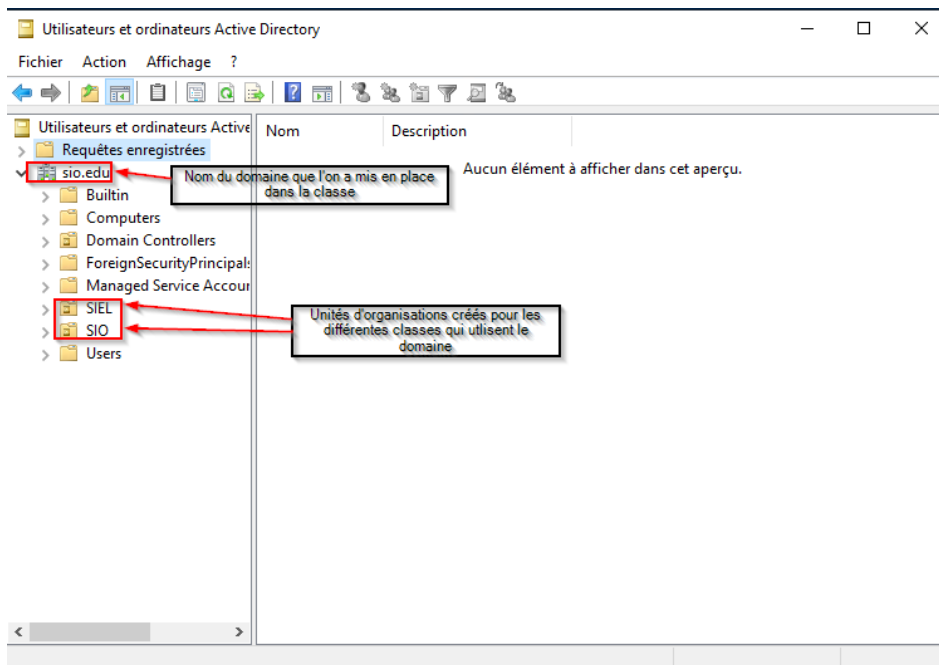 Utilisateurs et ordinateurs Active Directory
Fichier Action Affichage ?
Utilisateurs et ordinateurs Active
Nom Description
Requêtes enregistrées
Aucun élément à afficher dans cet aperçu.
sio.edu
Nom du domaine que l'on a mis en place
dans la classe
Builtin
Computers
Domain Controllers
ForeignSecurityPrincipal:
Managed Service Accour
SIEL
Unités d'organisations créés pour les
différentes classes qui utlisent le
domaine
SIO
Users